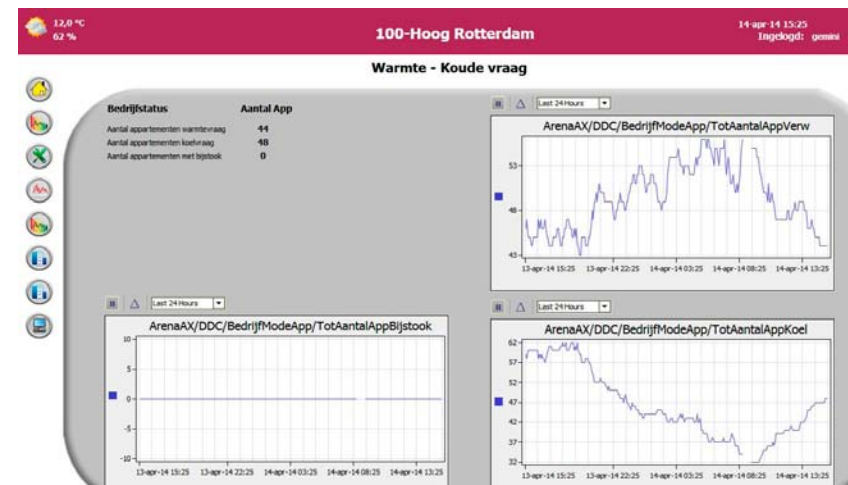 12,0 °C
62 %
100-Hoog Rotterdam
14-apr-14 15:25
Ingelogd: gemini
Warmte - Koude vraag
Bedrijfstatus Aantal App
Aantal appartementen warmtevraag 44
Aantal appartementen koelvraag 48
Aantal appartementen met bijstook 0
Last 24 Hours
ArenaAX/DDC/BedrijfModeApp/TotAantalAppVerw
53
48
43
13-apr-14 15:25 13-apr-14 22:25 14-apr-14 03:25 14-apr-14 08:25 14-apr-14 13:25
Last 24 Hours
ArenaAX/DDC/BedrijfModeApp/TotAantalAppBijstook
10
5
0
-5
-10
13-apr-14 15:25 13-apr-14 22:25 14-apr-14 03:25 14-apr-14 08:25 14-apr-14 13:25
Last 24 Hours
ArenaAX/DDC/BedrijfModeApp/TotAantalAppKoel
62
57
52
47
42
37
32
13-apr-14 15:25 13-apr-14 22:25 14-apr-14 03:25 14-apr-14 08:25 14-apr-14 13:25